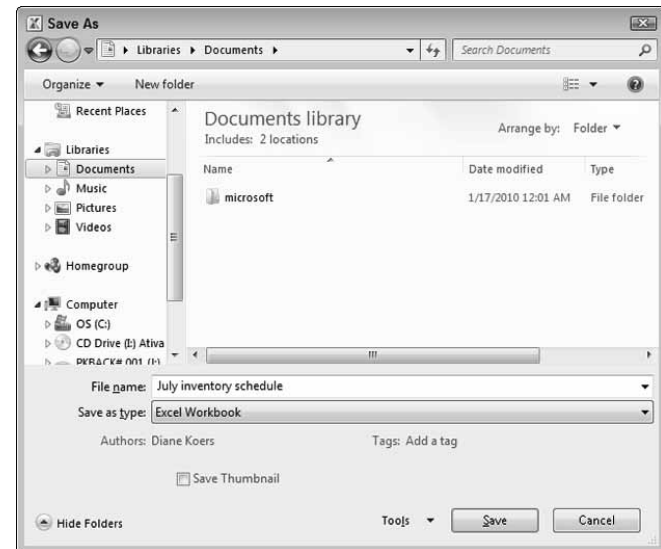 Save As
Libraries Documents
Search Documents
Organize New folder
Recent Places
Libraries
Documents
Music
Pictures
Videos
Homegroup
Computer
OS (C:)
CD Drive (E:) Ativa
PKBACK# 001 (J:)
Documents library
Includes: 2 locations
Arrange by: Folder
Name Date modified Type
microsoft 1/17/2010 12:01 AM File folder
File name: July inventory schedule
Save as type: Excel Workbook
Authors: Diane Koers Tags: Add a tag
Save Thumbnail
Hide Folders Tools Save Cancel